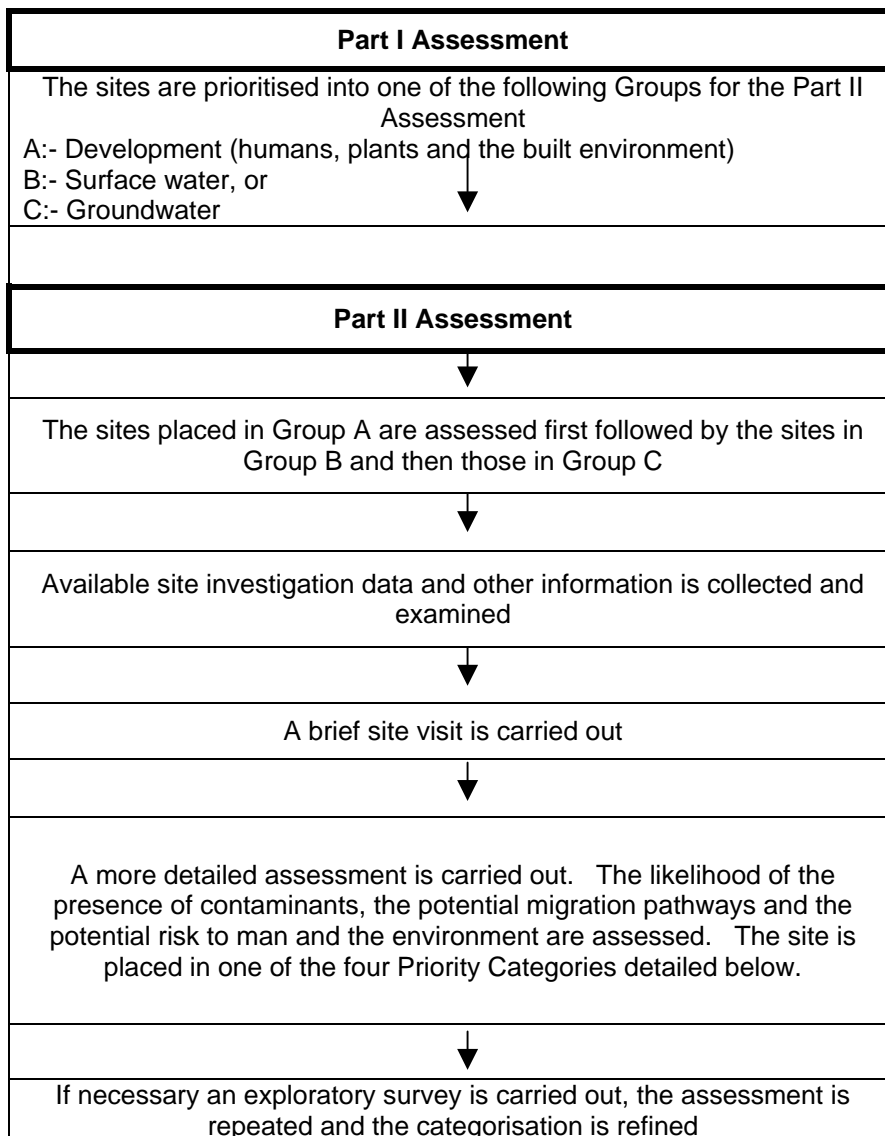 Part I Assessment
The sites are prioritised into one of the following Groups for the Part II
Assessment
A:- Development (humans, plants and the built environment)
B:- Surface water, or
C:- Groundwater
Part II Assessment
The sites placed in Group A are assessed first followed by the sites in
Group B and then those in Group C
Available site investigation data and other information is collected and
examined
A brief site visit is carried out
A more detailed assessment is carried out.   The likelihood of the
presence of contaminants, the potential migration pathways and the
potential risk to man and the environment are assessed.   The site is
placed in one of the four Priority Categories detailed below.
If necessary an exploratory survey is carried out, the assessment is
repeated and the categorisation is refined